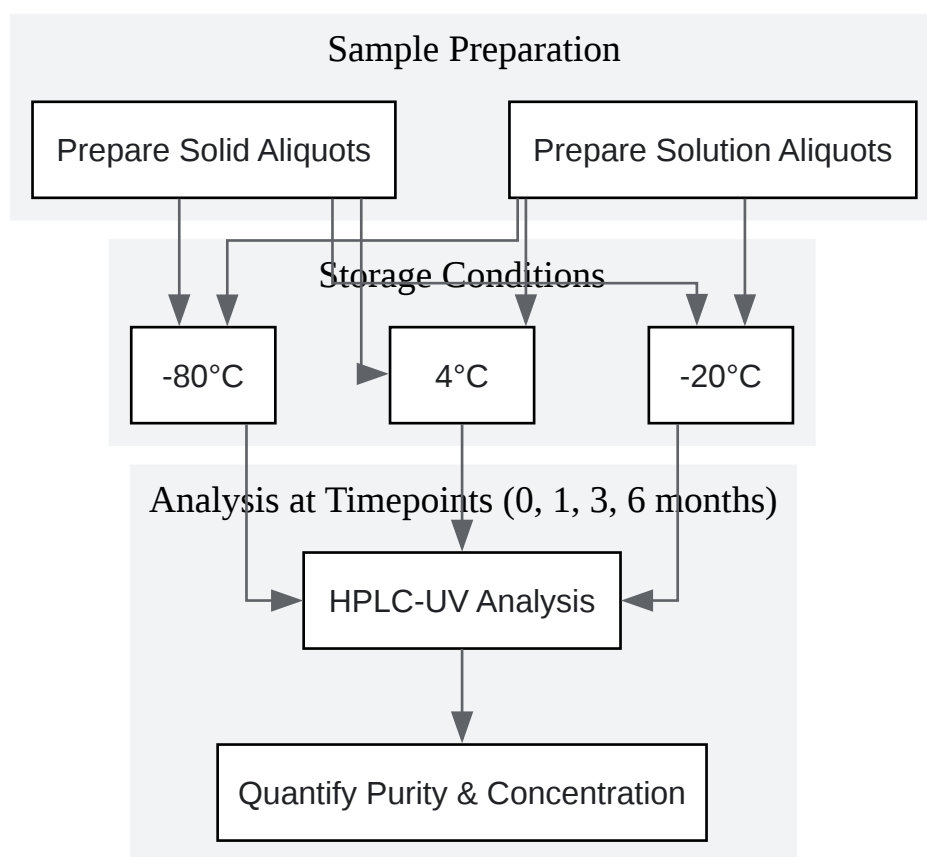 Sample Preparation
Prepare Solid Aliquots
Prepare Solution Aliquots
Storage Conditions
-80°C
4°C
-20°C
Analysis at Timepoints (0, 1, 3, 6 months)
HPLC-UV Analysis
Quantify Purity & Concentration